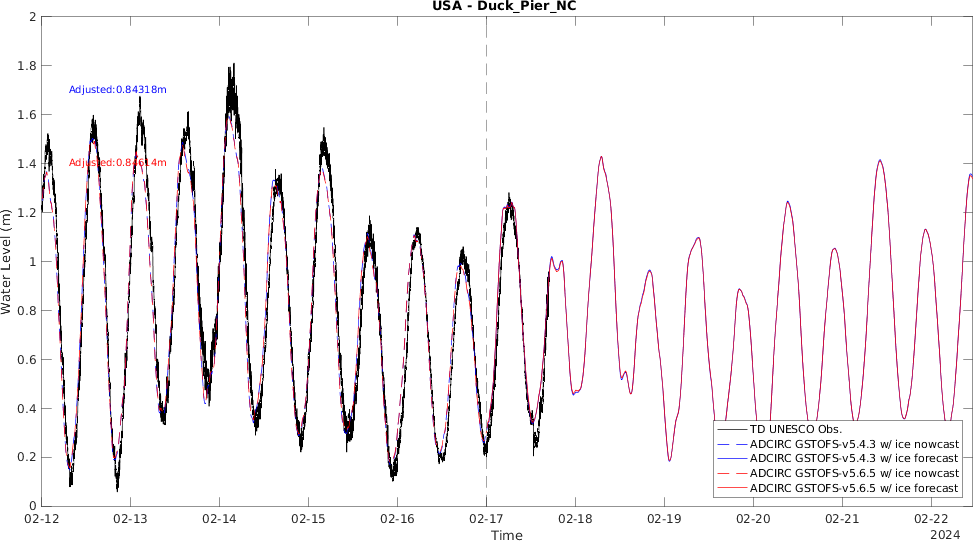 USA - Duck_Pier_NC
2
1.8
1.6
1.4
1.2
1
0.8
0.6
0.4
0.2
0
Water Level (m)
Adjusted:0.84318m
Adjusted:0.84614m
TD UNESCO Obs.
ADCIRC GSTOFS-v5.4.3 w/ ice nowcast
ADCIRC GSTOFS-v5.4.3 w/ ice forecast
ADCIRC GSTOFS-v5.6.5 w/ ice nowcast
ADCIRC GSTOFS-v5.6.5 w/ ice forecast
02-12 02-13 02-14 02-15 02-16 02-17 02-18 02-19 02-20 02-21 02-22
Time
2024